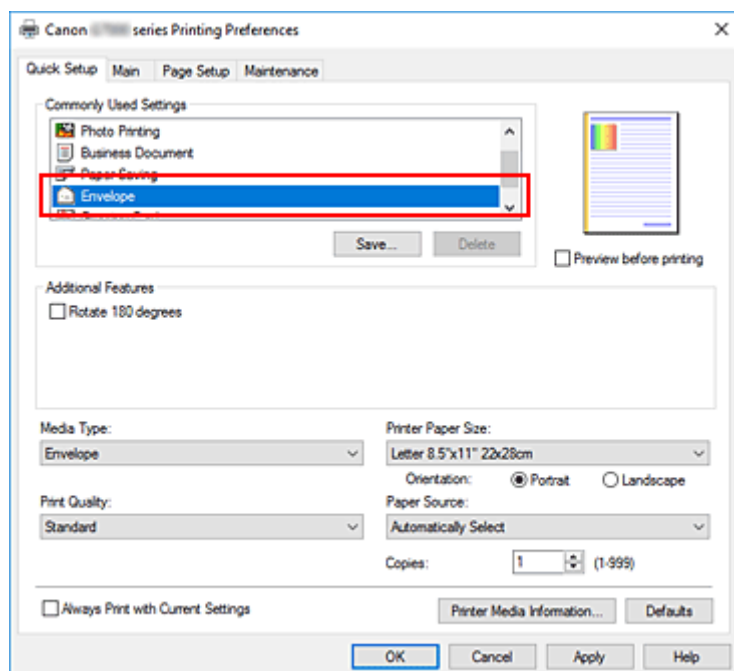 Canon series Printing Preferences
Quick Setup Main Page Setup Maintenance
Commonly Used Settings
Photo Printing
Business Document
Paper Saving
Envelope
Save... Delete
Preview before printing
Additional Features
Rotate 180 degrees
Media Type: Printer Paper Size:
Envelope Letter 8.5"x11" 22x28cm
Orientation: Portrait Landscape
Print Quality: Paper Source:
Standard Automatically Select
Copies: 1 (1-999)
Always Print with Current Settings Printer Media Information... Defaults
OK Cancel Apply Help